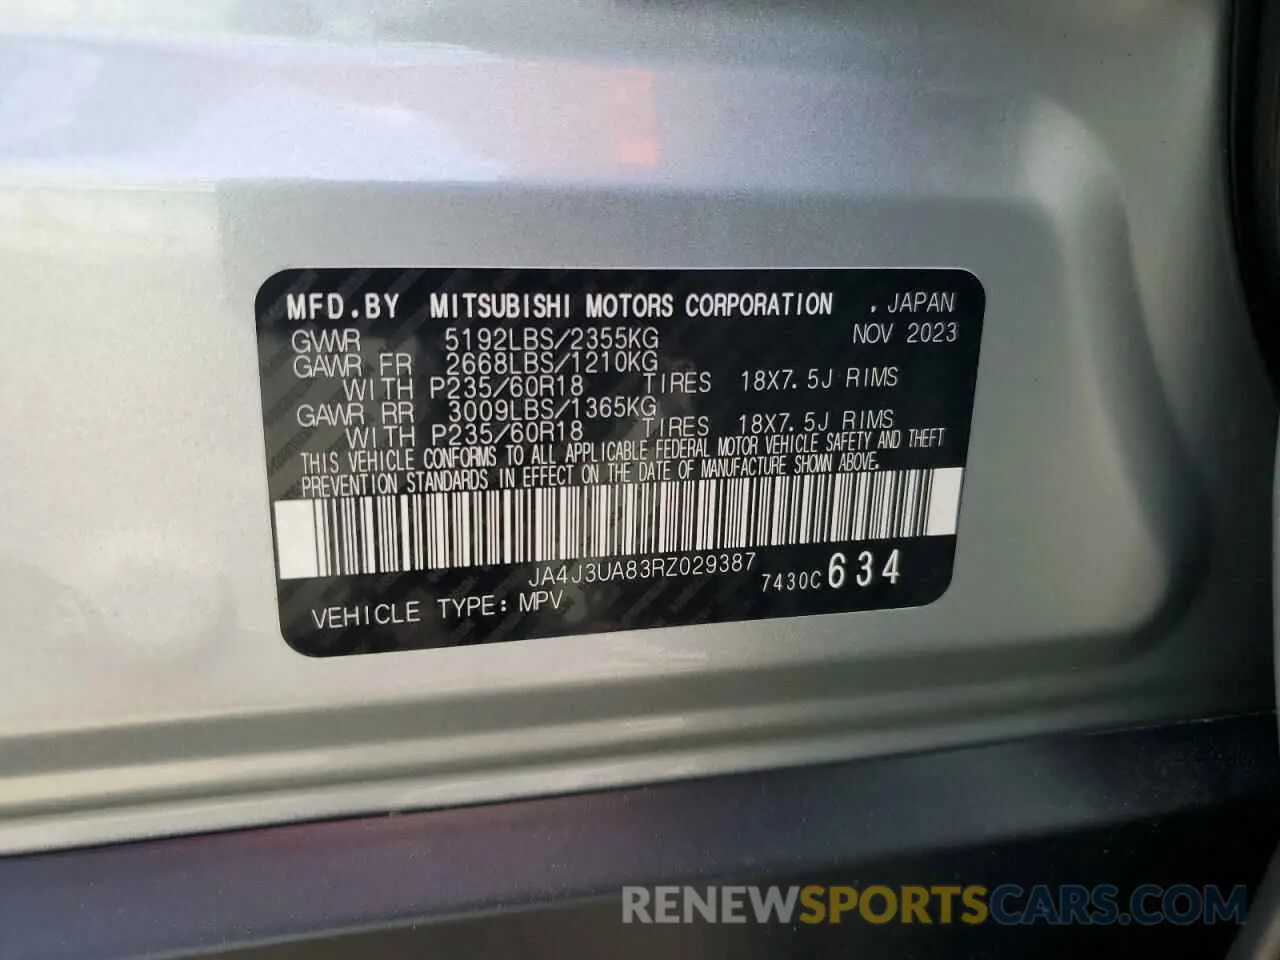 MFD.BY MITSUBISHI MOTORS CORPORATION , JAPAN
GVWR 5192LBS/2355KG NOV 2023
GAWR FR 2668LBS/1210KG
WITH P235/60R18 TIRES 18X7.5J RIMS
GAWR RR 3009LBS/1365KG
WITH P235/60R18 TIRES 18X7.5J RIMS
THIS VEHICLE CONFORMS TO ALL APPLICABLE FEDERAL MOTOR VEHICLE SAFETY AND THEFT
PREVENTION STANDARDS IN EFFECT ON THE DATE OF MANUFACTURE SHOWN ABOVE.
JA4J3UA83RZ029387
7430C 634
VEHICLE TYPE: MPV
RENEWSPORTSCARS.COM